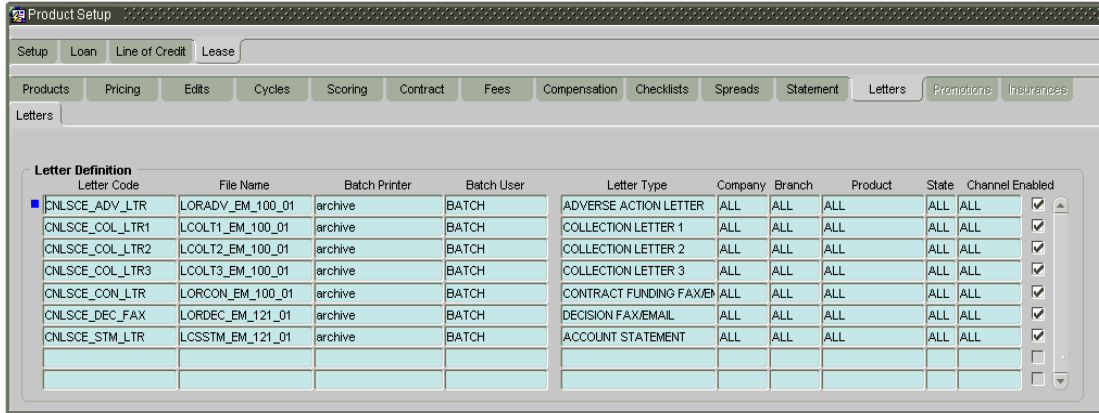 Product Setup
Setup Loan Line of Credit Lease
Products Pricing Edits Cycles Scoring Contract Fees Compensation Checklists Spreads Statement Letters Promotions Insurances
Letters
Letter Definition
Letter Code File Name Batch Printer Batch User Letter Type Company Branch Product State Channel Enabled
CNLSCE_ADV_LTR LORADV_EM_100_01 archive BATCH ADVERSE ACTION LETTER ALL ALL ALL ALL ALL
CNLSCE_COL_LTR1 LCOLT1_EM_100_01 archive BATCH COLLECTION LETTER 1 ALL ALL ALL ALL ALL
CNLSCE_COL_LTR2 LCOLT2_EM_100_01 archive BATCH COLLECTION LETTER 2 ALL ALL ALL ALL ALL
CNLSCE_COL_LTR3 LCOLT3_EM_100_01 archive BATCH COLLECTION LETTER 3 ALL ALL ALL ALL ALL
CNLSCE_CON_LTR LORCON_EM_100_01 archive BATCH CONTRACT FUNDING FAX/EM ALL ALL ALL ALL ALL
CNLSCE_DEC_FAX LORDEC_EM_121_01 archive BATCH DECISION FAX/EMAIL ALL ALL ALL ALL ALL
CNLSCE_STM_LTR LCSSTM_EM_121_01 archive BATCH ACCOUNT STATEMENT ALL ALL ALL ALL ALL